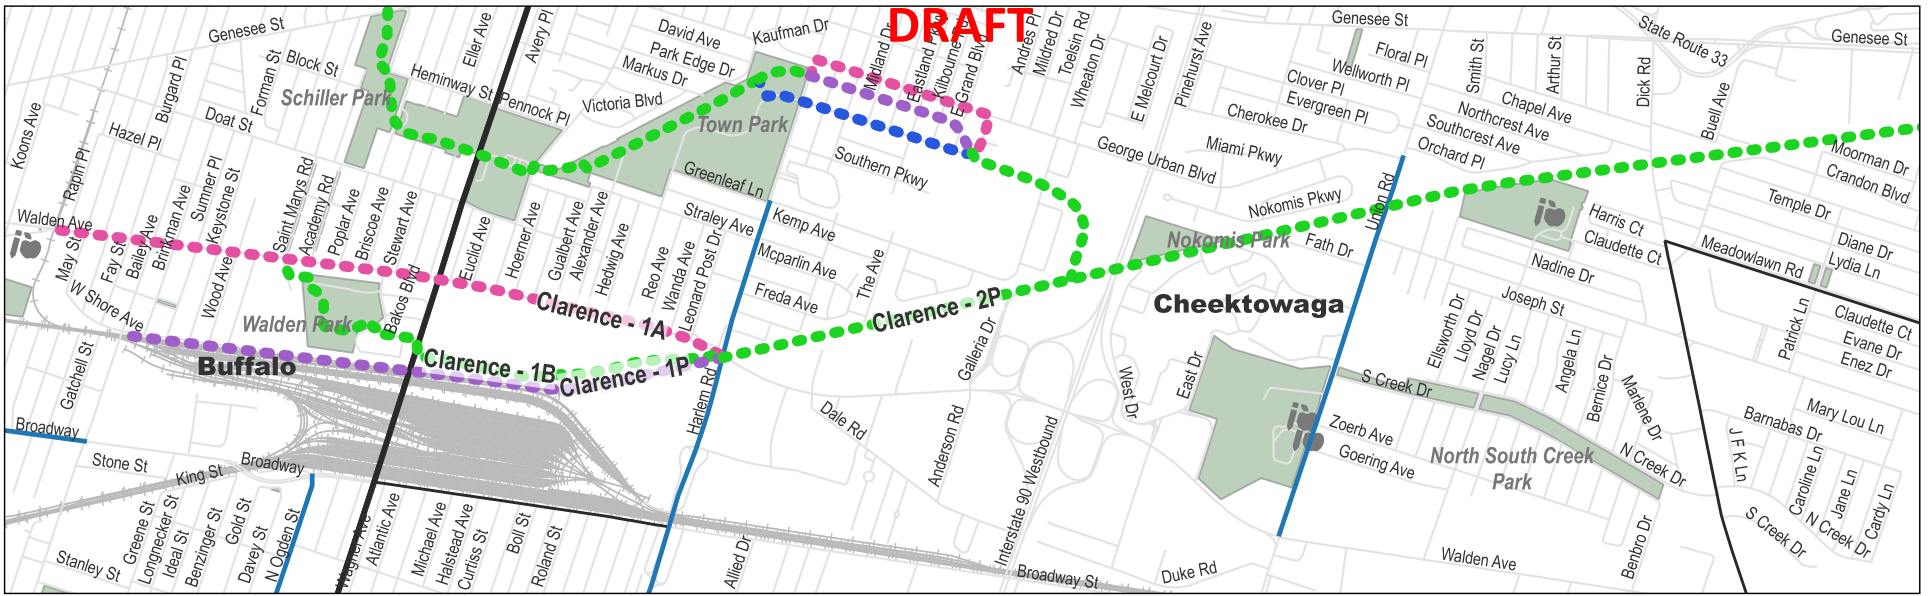 DRAFT
Genesee St
Eller Ave
Avery Pl
David Ave
Kaufman Dr
Park Edge Dr
Markus Dr
Victoria Blvd
Midland Dr
Eastland Pkwy
E Grand Blvd
Andres Pl
Mildred Dr
Toelsin Rd
Wheaton Dr
E Melcourt Dr
Pinehurst Ave
Genesee St
Floral Pl
Wellworth Pl
Clover Pl
Evergreen Pl
Cherokee Dr
Smith St
Arthur St
State Route 33
Genesee St
Dick Rd
Buell Ave
Chapel Ave
Northcrest Ave
Southcrest Ave
Orchard Pl
Koons Ave
Burgard Pl
Forman St
Block St
Doat St
Hazel Pl
Rapin Pl
Schiller Park
Heminway St
Pennock Pl
Town Park
Greenleaf Ln
Straley Ave
Southern Pkwy
George Urban Blvd
Miami Pkwy
Nokomis Pkwy
Nokomis Park
Union Rd
Fath Dr
Moorman Dr
Crandon Blvd
Temple Dr
Harris Ct
Claudette Ct
Nadine Dr
Meadowlawn Rd
Diane Dr
Lydia Ln
Walden Ave
May St
Fay St
Bailey Ave
Brinkman Ave
Sumner Pl
Keystone St
Wood Ave
Saint Marys Rd
Academy Rd
Poplar Ave
Briscoe Ave
Stewart Ave
Bakos Blvd
Euclid Ave
Hoerner Ave
Gualbert Ave
Alexander Ave
Hedwig Ave
Reo Ave
Wanda Ave
Leonard Post Dr
Kemp Ave
Mcparlin Ave
Freda Ave
The Ave
W Shore Ave
Walden Park
Buffalo
Clarence - 1A
Clarence - 1B
Clarence - 1P
Clarence - 2P
Cheektowaga
Joseph St
Ellsworth Dr
Lloyd Dr
Nagel Dr
Lucy Ln
Angela Ln
Bernice Dr
Marlene Dr
Patrick Ln
Claudette Ct
Evane Dr
Enez Dr
Gatchell St
Harlem Rd
Galleria Dr
West Dr
East Dr
S Creek Dr
Mary Lou Ln
Barnabas Dr
Broadway
Stone St
King St
Broadway
Dale Rd
Anderson Rd
Interstate 90 Westbound
Zoerb Ave
Goering Ave
North South Creek
Park
N Creek Dr
J F K Ln
Caroline Ln
Jane Ln
Cardy Ln
Stanley St
Greene St
Longnecker St
Ideal St
Benzinger St
Gold St
Davey St
N Ogden St
Wagner Ave
Atlantic Ave
Michael Ave
Halstead Ave
Curtiss St
Boll St
Roland St
Allied Dr
Broadway St
Duke Rd
Walden Ave
Benbro Dr
S Creek Dr
N Creek Dr